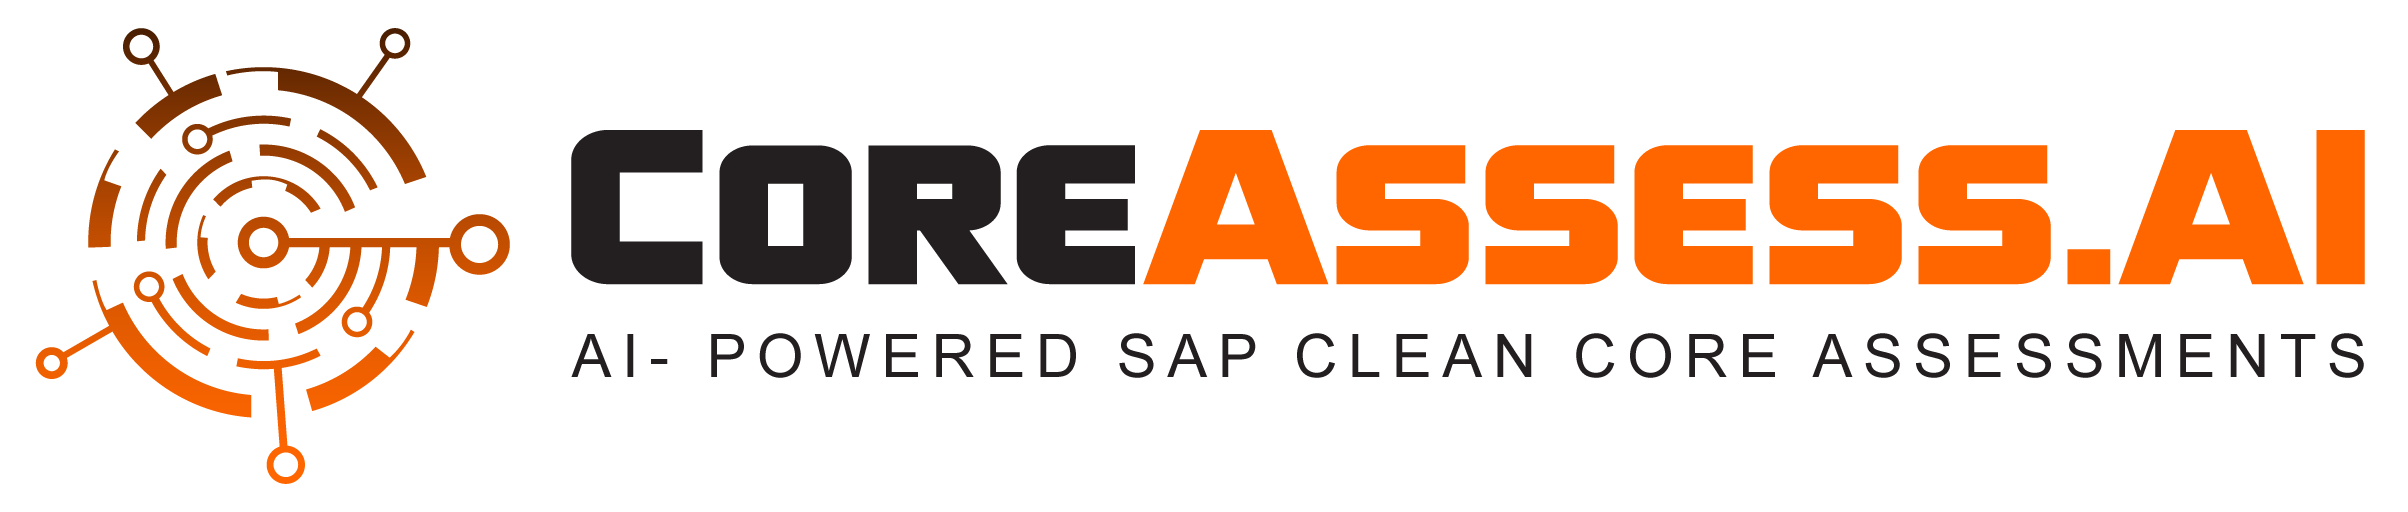 CoreAssess.AI
AI- POWERED SAP CLEAN CORE ASSESSMENTS